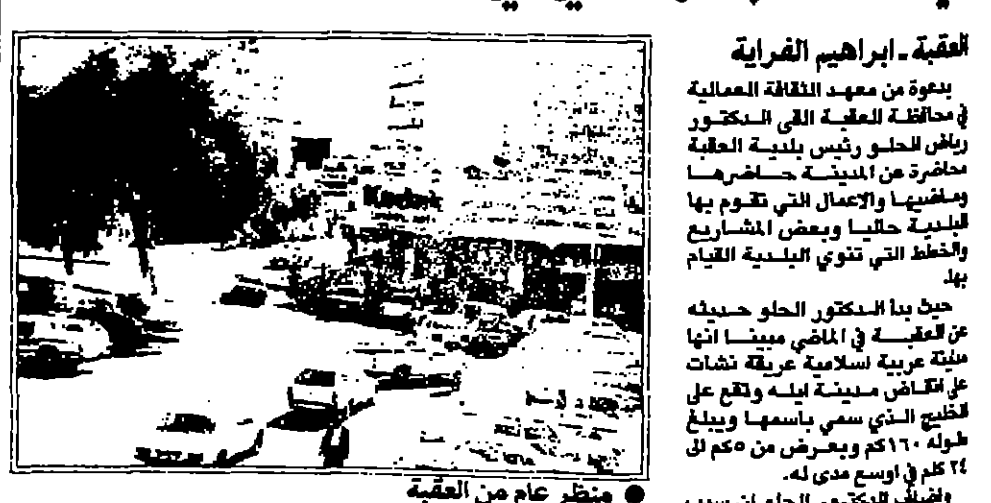 العقبة ـ ابراهيم الفراية
بدعوة من معهد الثقافة العمالية
في محافظة العقبة القى الدكتور
رياض الحلو رئيس بلدية العقبة
محاضرة عن المدينة حاضرها
وماضيها والاعمال التي تقوم بها
البلدية حاليا وبعض المشاريع
والخطط التي تنوي البلدية القيام
بها.
حيث بدأ الدكتور الحلو حديثه
عن العقبة في الماضي مبينا انها
مدينة عربية اسلامية عريقة نشات
على انقاض مدينة ايله وتقع على
الخليج الذي سمي باسمها ويبلغ
طوله ١٦٠كم وبعرض من ٥كم الى
٢٤ كلم في اوسع مدى له.
الدكتور الحلو ان
Kodak
● منظر عام من العقبة